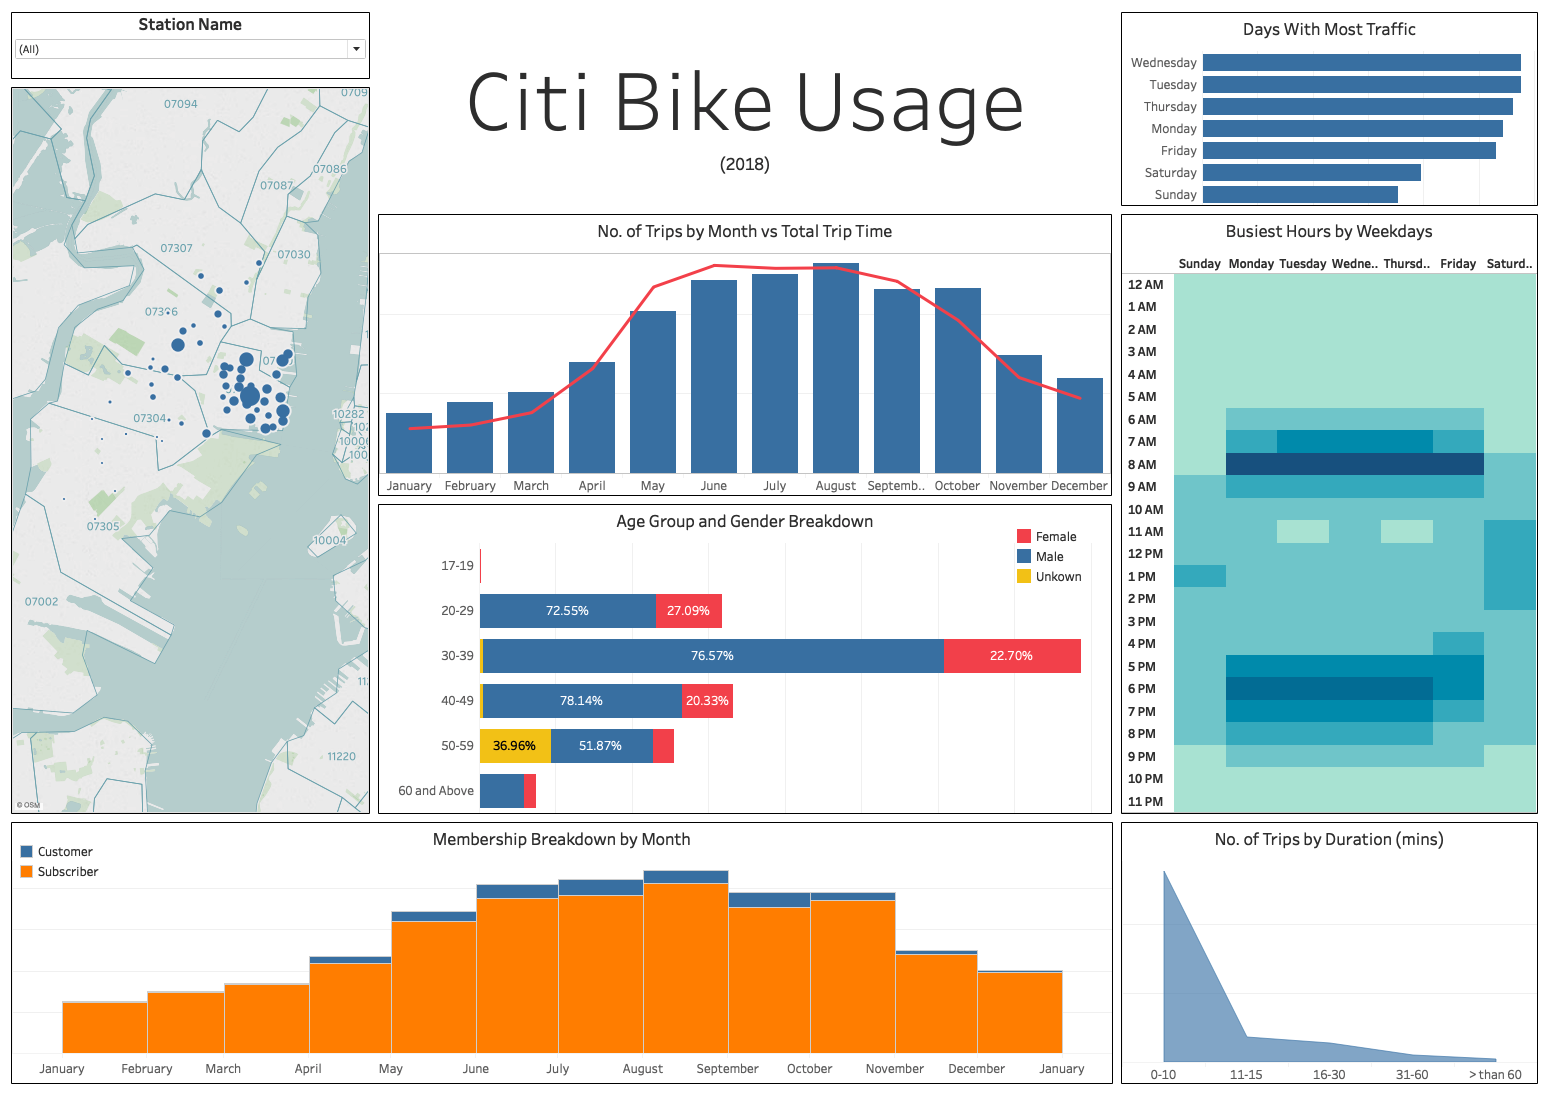 Station Name
(All)
Citi Bike Usage
(2018)
Days With Most Traffic
Wednesday
Tuesday
Thursday
Monday
Friday
Saturday
Sunday
07094
07086
07087
07030
07307
07304
07305
07002
10282
10004
11220
© OSM
No. of Trips by Month vs Total Trip Time
January February March April May June July August Septemb.. October November December
Busiest Hours by Weekdays
Sunday Monday Tuesday Wedne.. Thursd.. Friday Saturd..
12 AM
1 AM
2 AM
3 AM
4 AM
5 AM
6 AM
7 AM
8 AM
9 AM
10 AM
11 AM
12 PM
1 PM
2 PM
3 PM
4 PM
5 PM
6 PM
7 PM
8 PM
9 PM
10 PM
11 PM
Age Group and Gender Breakdown
Female
Male
Unkown
17-19
20-29 72.55% 27.09%
30-39 76.57% 22.70%
40-49 78.14% 20.33%
50-59 36.96% 51.87%
60 and Above
Membership Breakdown by Month
Customer
Subscriber
January February March April May June July August September October November December January
No. of Trips by Duration (mins)
0-10 11-15 16-30 31-60 > than 60